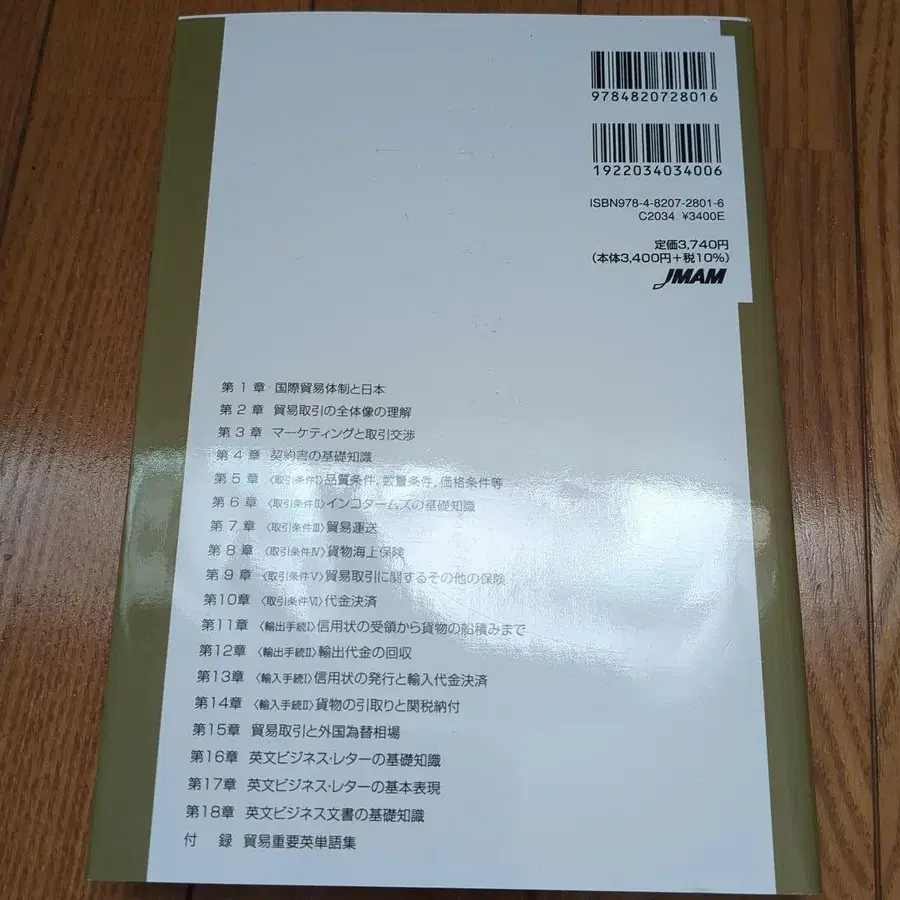 9784820728016
1922034034006
ISBN978-4-8207-2801-6
C2034 ¥3400E
定価3,740円
(本体3,400円+税10%)
JMAM
第1章 国際貿易体制と日本
第2章 貿易取引の全体像の理解
第3章 マーケティングと取引交渉
第4章 契約書の基礎知識
第5章 〈取引条件Ⅰ〉品質条件、数量条件、価格条件等
第6章 〈取引条件Ⅱ〉インコタームズの基礎知識
第7章 〈取引条件Ⅲ〉貿易運送
第8章 〈取引条件Ⅳ〉貨物海上保険
第9章 〈取引条件Ⅴ〉貿易取引に関するその他の保険
第10章 〈取引条件Ⅵ〉代金決済
第11章 〈輸出手続Ⅰ〉信用状の受領から貨物の船積みまで
第12章 〈輸出手続Ⅱ〉輸出代金の回収
第13章 〈輸入手続Ⅰ〉信用状の発行と輸入代金決済
第14章 〈輸入手続Ⅱ〉貨物の引取りと関税納付
第15章 貿易取引と外国為替相場
第16章 英文ビジネス・レターの基礎知識
第17章 英文ビジネス・レターの基本表現
第18章 英文ビジネス文書の基礎知識
付 録 貿易重要英単語集